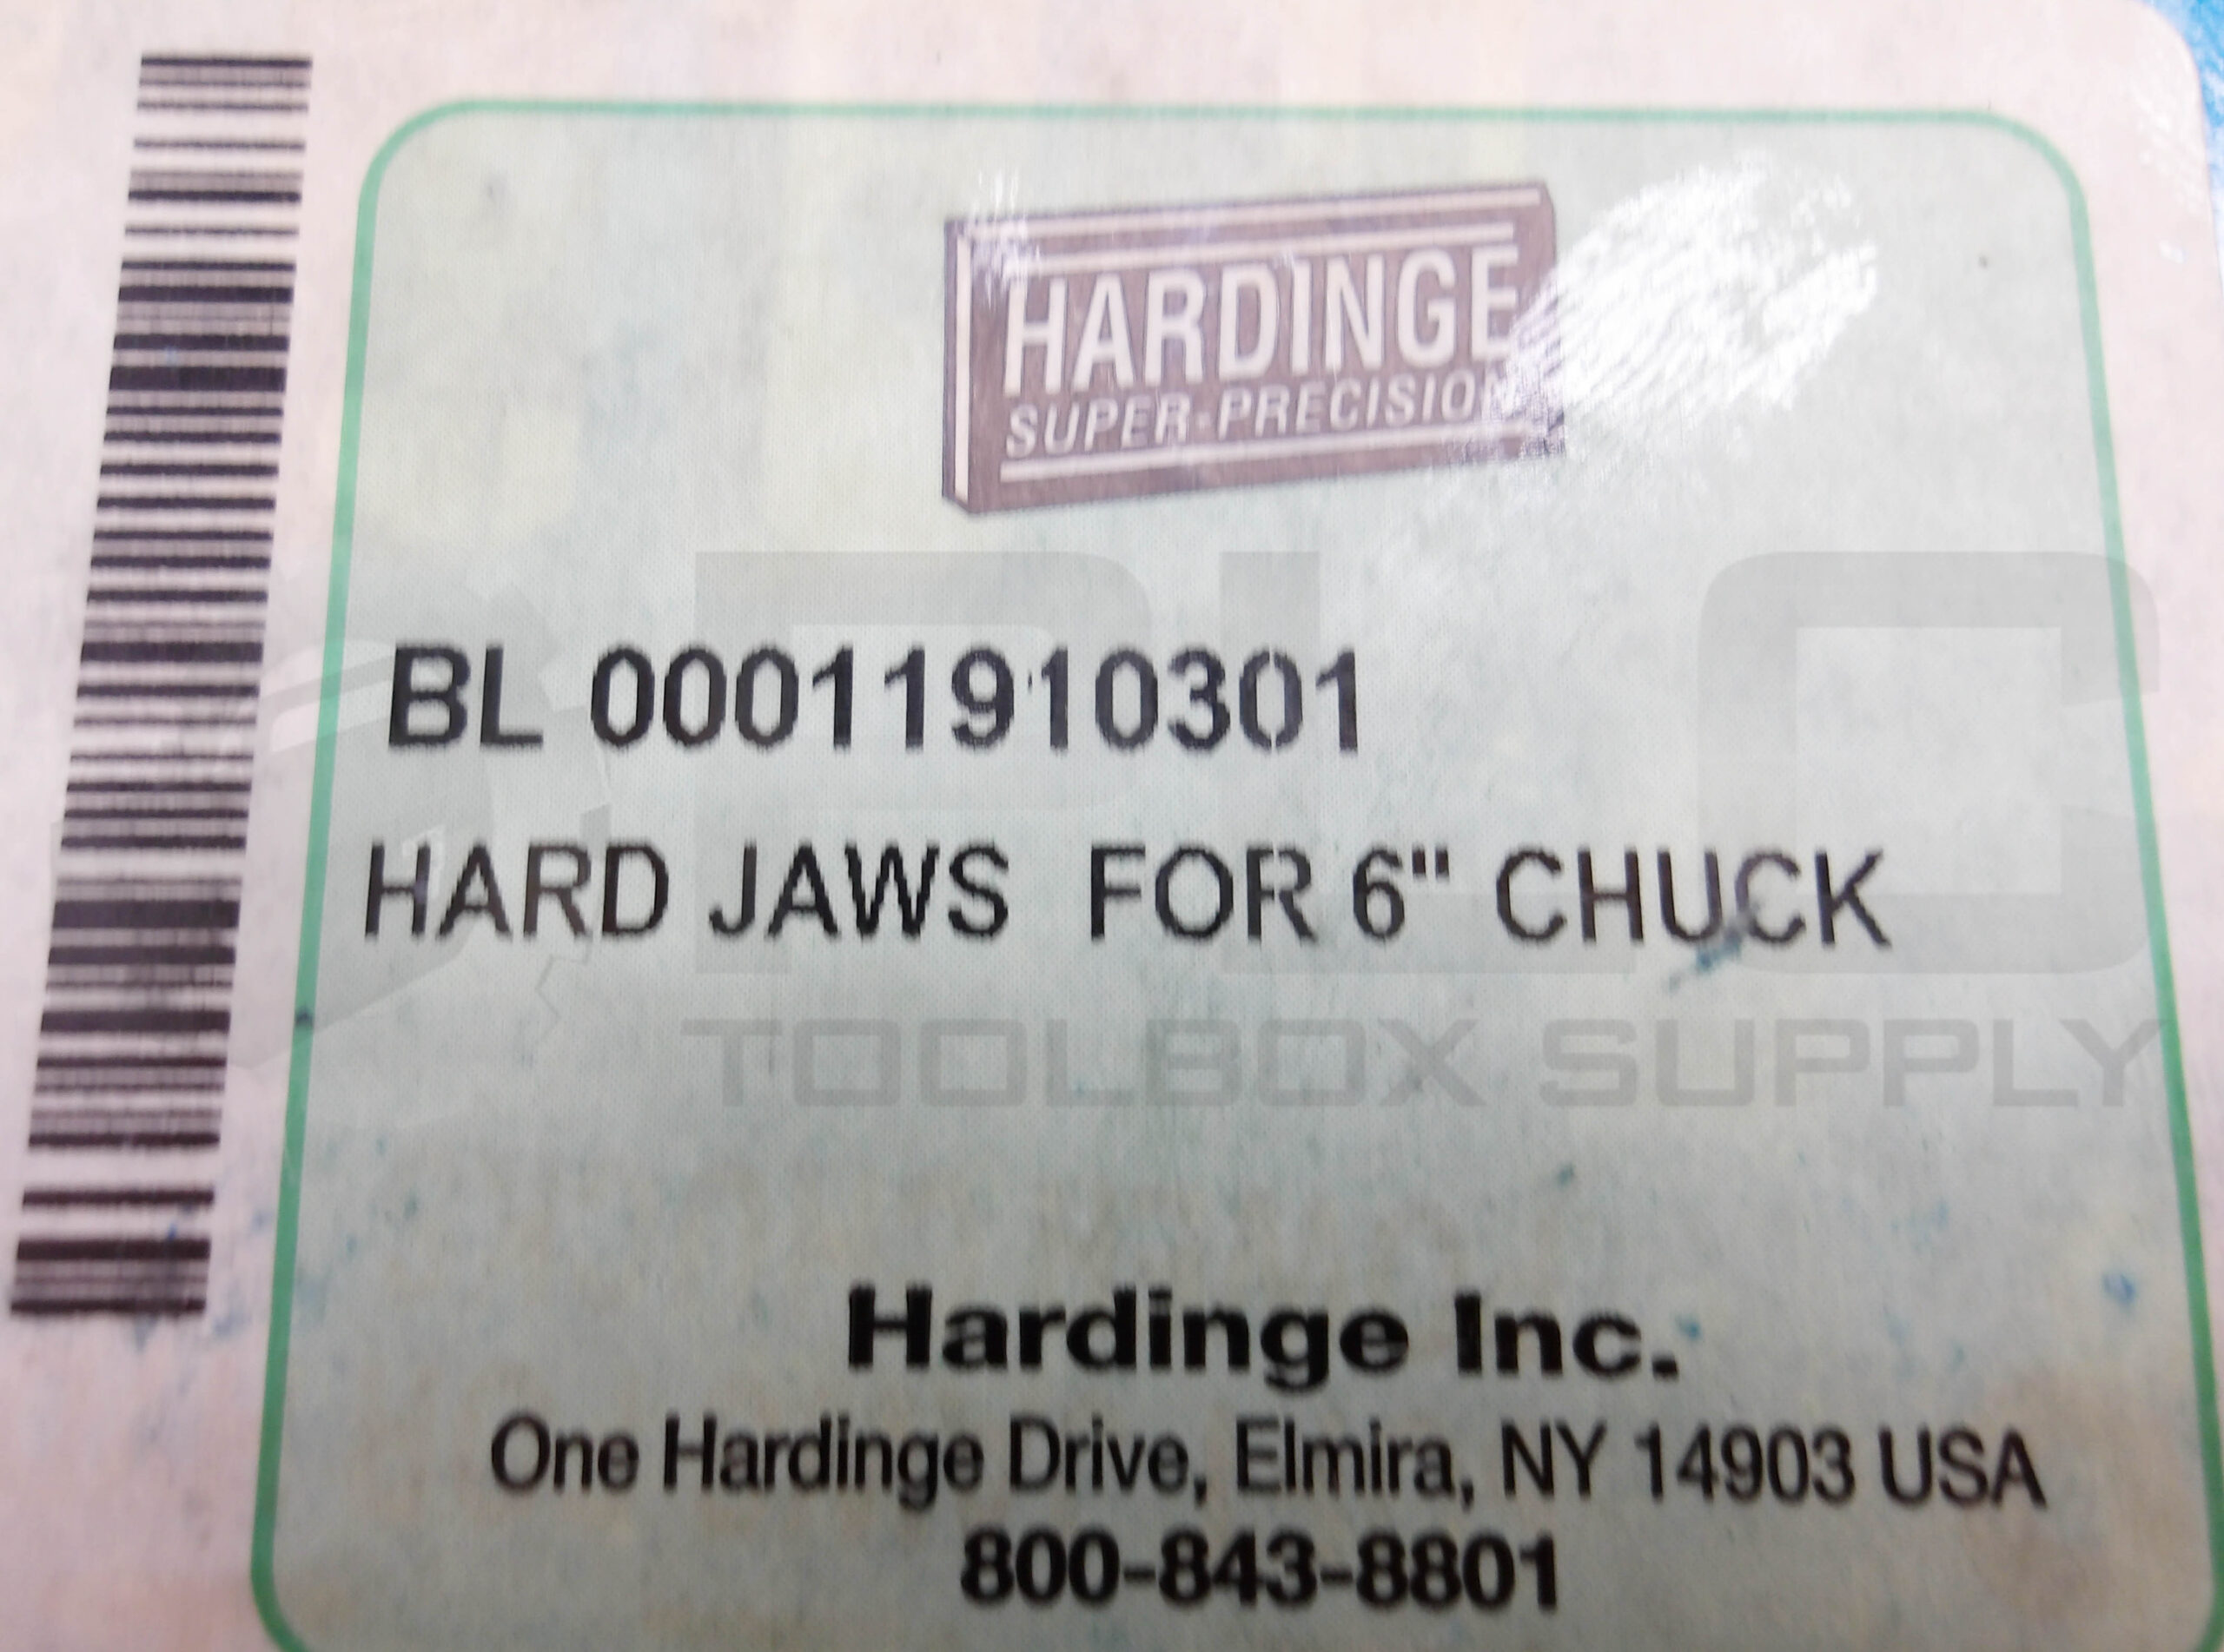 HARDINGE
SUPER-PRECISION
BL 00011910301
HARD JAWS FOR 6" CHUCK
PLC
TOOLBOX SUPPLY
Hardinge Inc.
One Hardinge Drive, Elmira, NY 14903 USA
800-843-8801